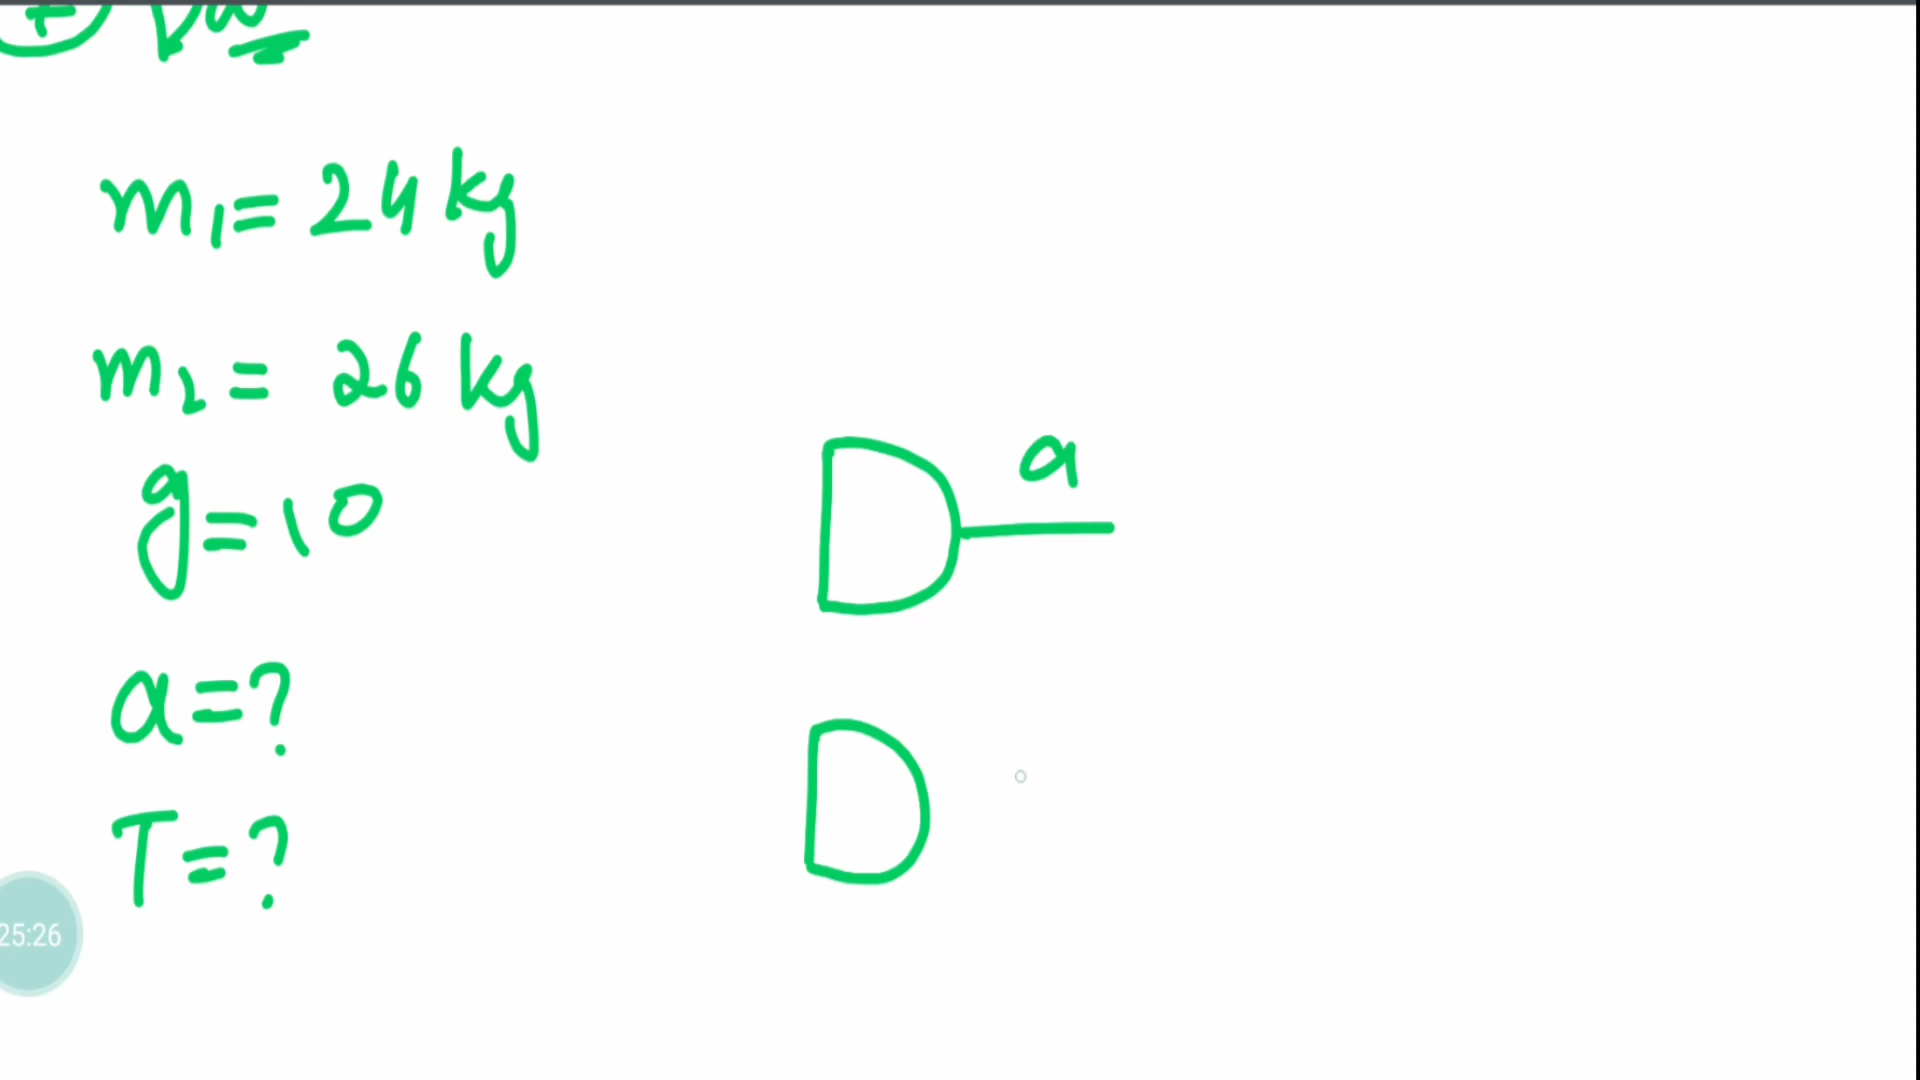 m₁ = 24 kg
m₂ = 26 kg
g = 10
a = ?
T = ?
D a
D
25:26